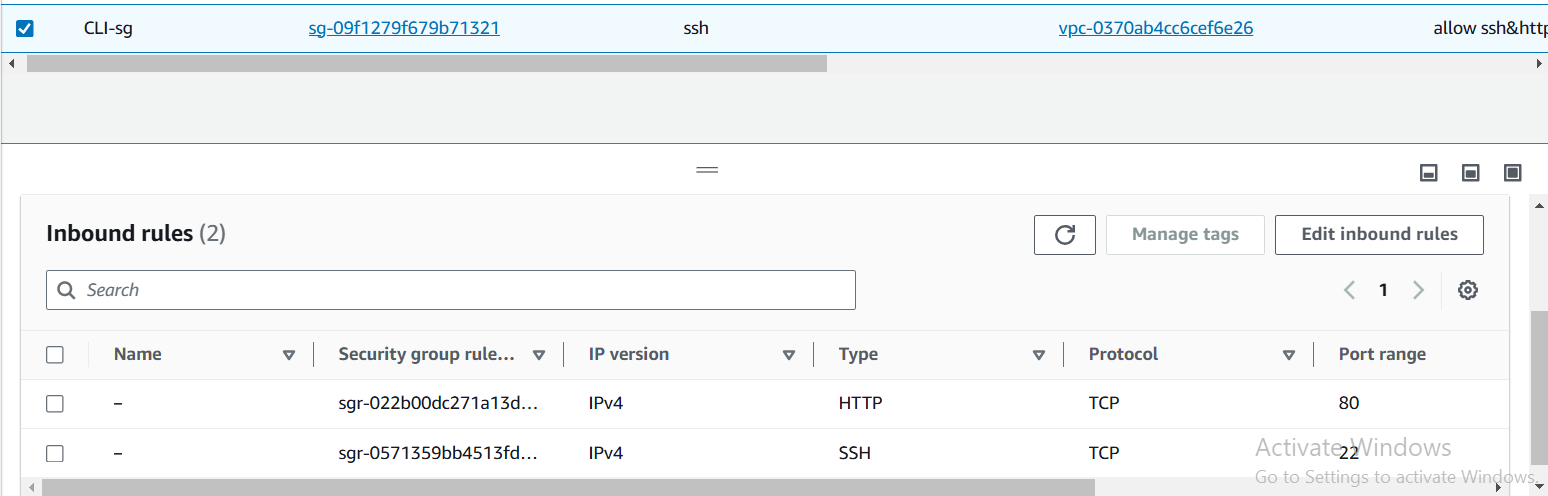 CLI-sg sg-09f1279f679b71321 ssh vpc-0370ab4cc6cef6e26 allow ssh&http
Inbound rules (2) Manage tags Edit inbound rules
Search 1
Name Security group rule... IP version Type Protocol Port range
– sgr-022b00dc271a13d... IPv4 HTTP TCP 80
– sgr-0571359bb4513fd... IPv4 SSH TCP 22
Activate Windows
Go to Settings to activate Windows.